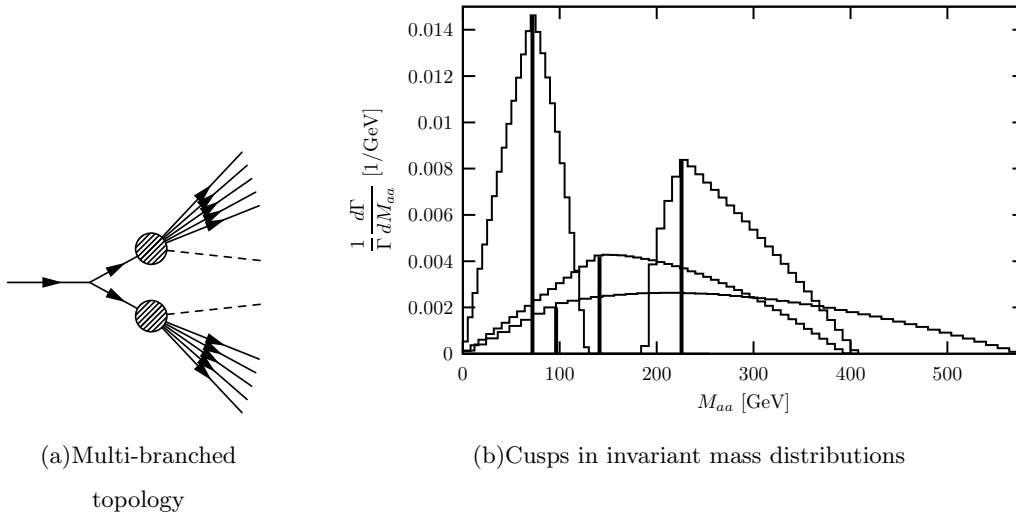 0.014
0.012
0.01
0.008
0.006
0.004
0.002
0
1/Γ dΓ/dM_aa [1/GeV]
0 100 200 300 400 500
M_aa [GeV]
(a)Multi-branched
topology
(b)Cusps in invariant mass distributions